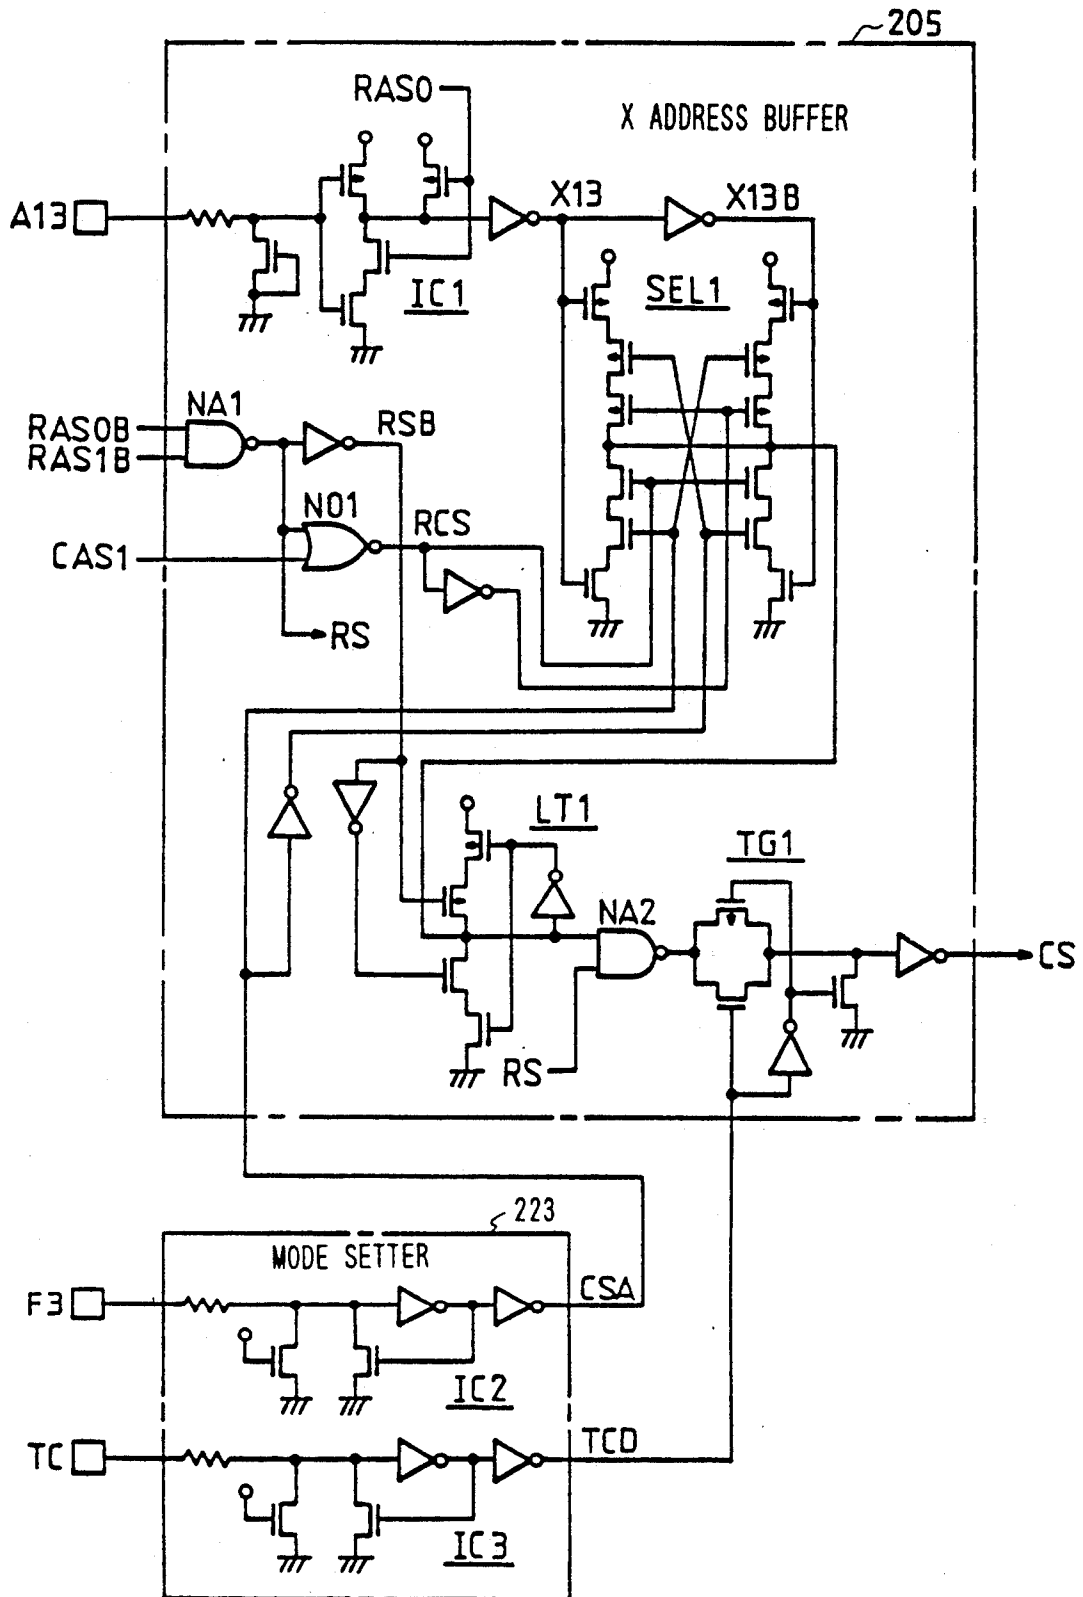 205
RAS0
X ADDRESS BUFFER
A13
X13
X13B
SEL1
IC1
NA1
RSB
RAS0B
RAS1B
NO1
RCS
CAS1
RS
LT1
TG1
NA2
CS
RS
223
MODE SETTER
F3
CSA
IC2
TC
TCD
IC3